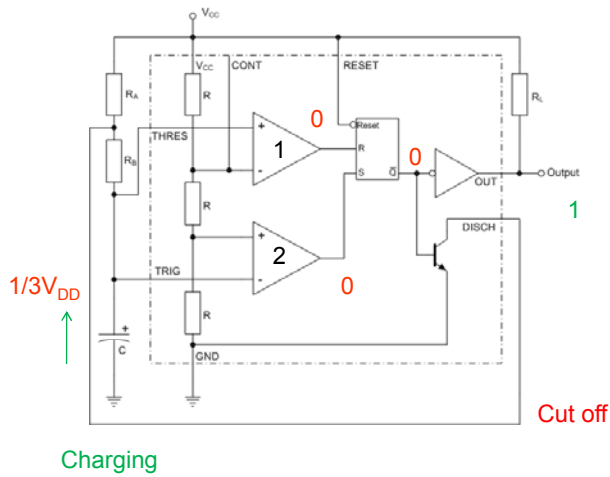 Vcc
Vcc
CONT
RESET
RA
R
RL
0
Reset
THRES
+
1
-
R
0
RB
S
Q̅
OUT
Output
1
R
DISCH
+
2
-
TRIG
0
1/3VDD
R
+
C
GND
Cut off
Charging